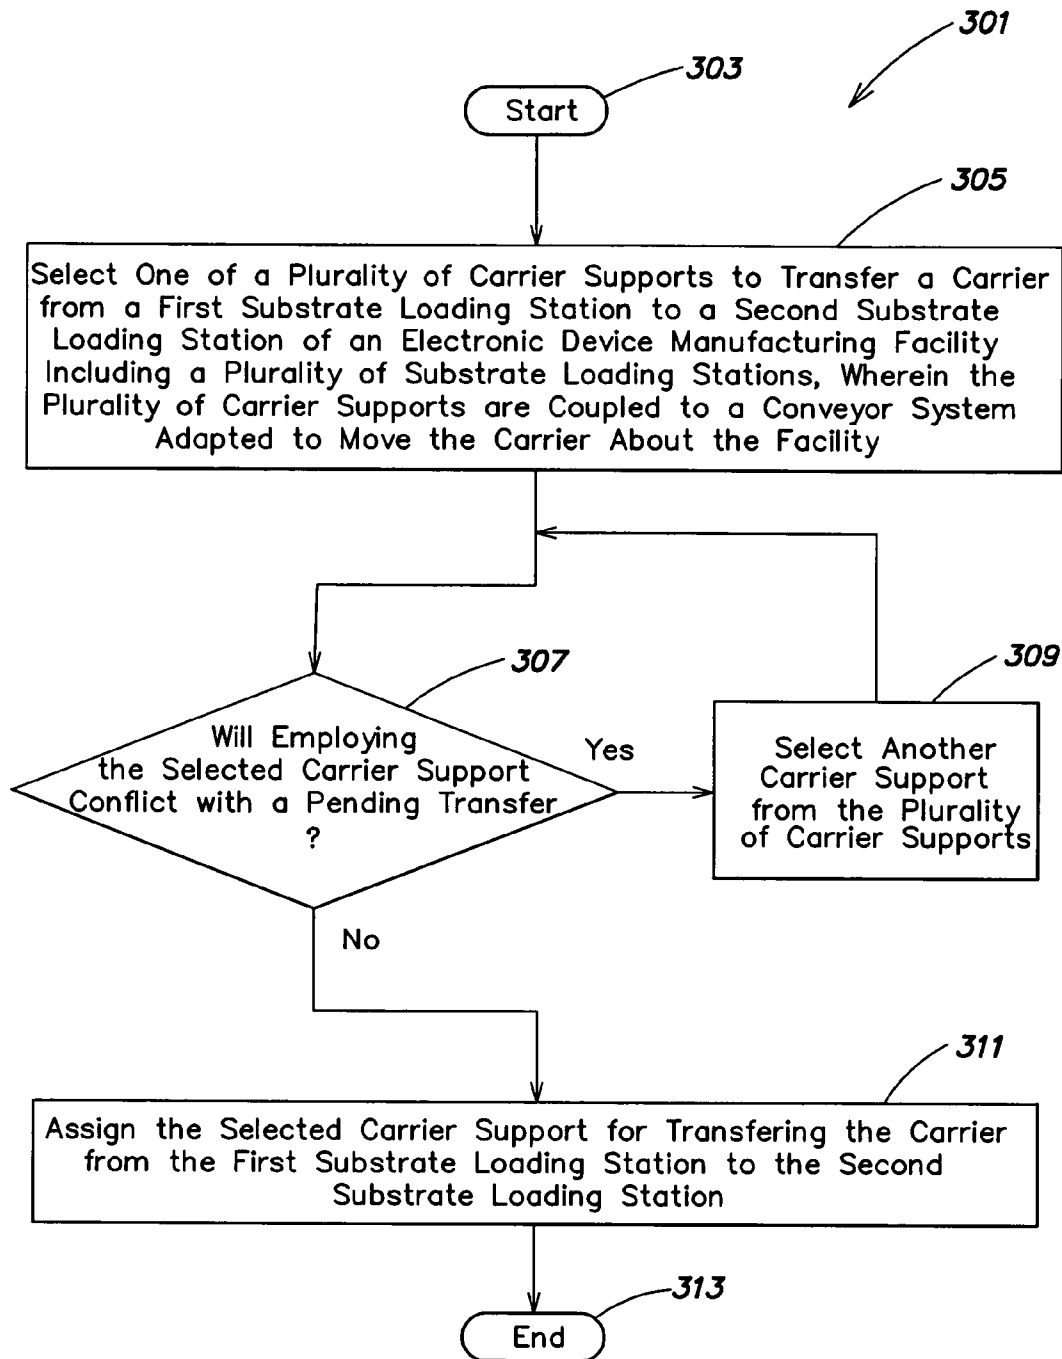 301
303
Start
305
Select One of a Plurality of Carrier Supports to Transfer a Carrier
from a First Substrate Loading Station to a Second Substrate
Loading Station of an Electronic Device Manufacturing Facility
Including a Plurality of Substrate Loading Stations, Wherein the
Plurality of Carrier Supports are Coupled to a Conveyor System
Adapted to Move the Carrier About the Facility
307
309
Will Employing
the Selected Carrier Support
Conflict with a Pending Transfer
?
Yes
Select Another
Carrier Support
from the Plurality
of Carrier Supports
No
311
Assign the Selected Carrier Support for Transfering the Carrier
from the First Substrate Loading Station to the Second
Substrate Loading Station
313
End